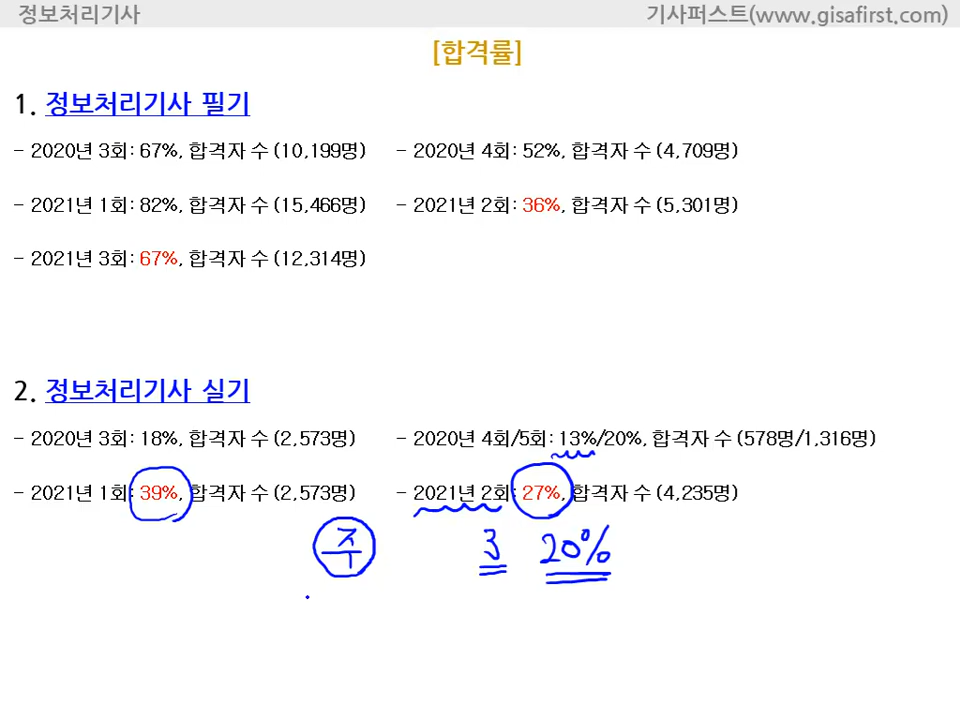 정보처리기사 기사퍼스트(www.gisafirst.com)
[합격률]
1. 정보처리기사 필기
- 2020년 3회: 67%, 합격자 수 (10,199명) - 2020년 4회: 52%, 합격자 수 (4,709명)
- 2021년 1회: 82%, 합격자 수 (15,466명) - 2021년 2회: 36%, 합격자 수 (5,301명)
- 2021년 3회: 67%, 합격자 수 (12,314명)
2. 정보처리기사 실기
- 2020년 3회: 18%, 합격자 수 (2,573명) - 2020년 4회/5회: 13%/20%, 합격자 수 (578명/1,316명)
- 2021년 1회: 39%, 합격자 수 (2,573명) - 2021년 2회: 27%, 합격자 수 (4,235명)
주 3 20%